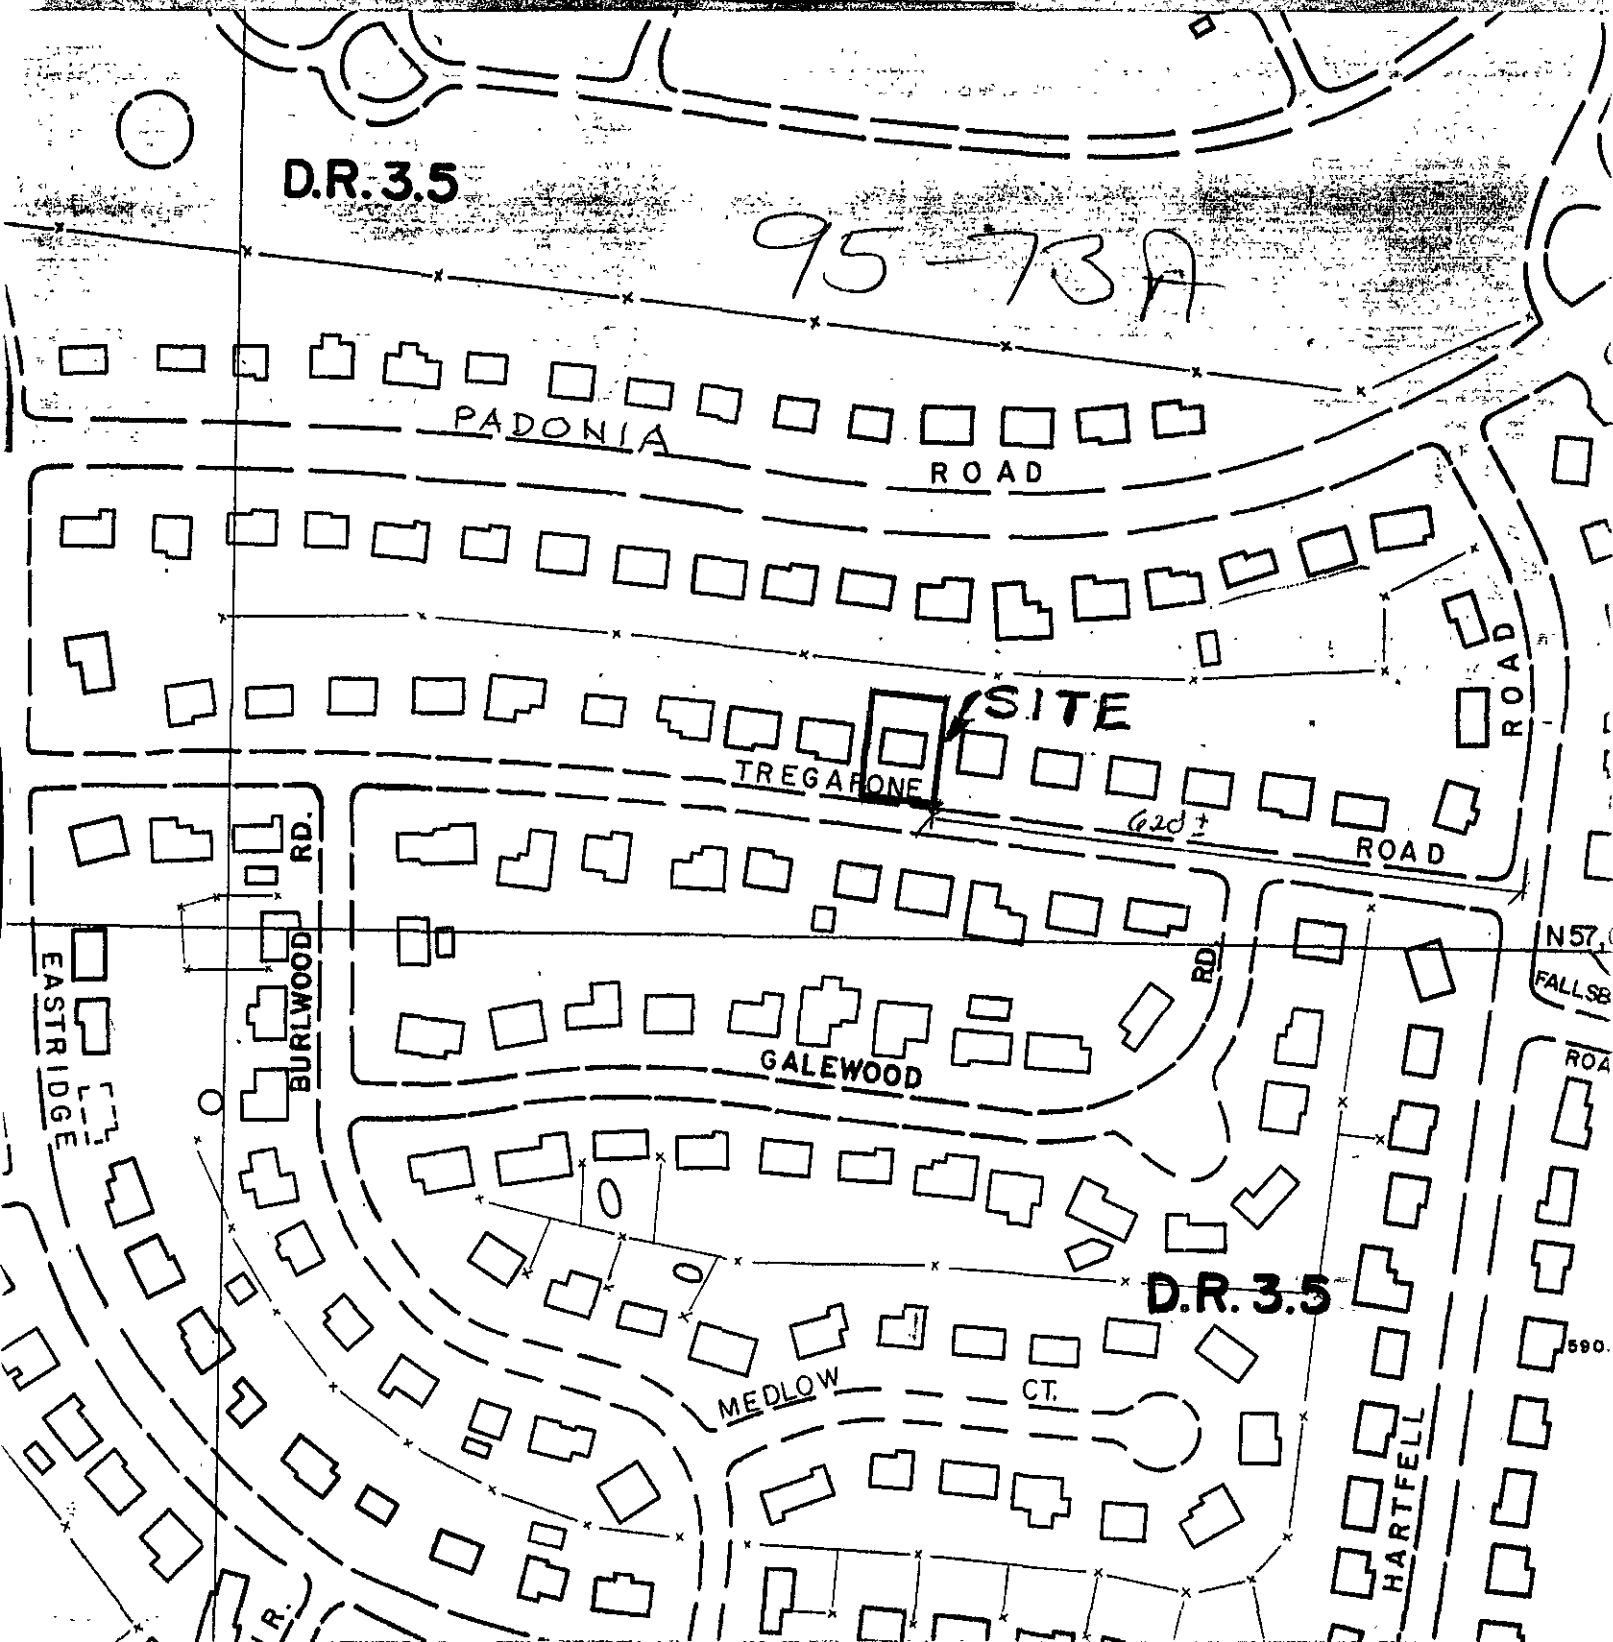 D.R. 3.5
95-73A
PADONIA
ROAD
ROAD
SITE
TREGARONE
620±
ROAD
RD.
BURLWOOD
EASTRIDGE
RD.
N 57,
FALLSB
ROA
GALEWOOD
D.R. 3.5
590.
MEDLOW
CT.
HARTFELL